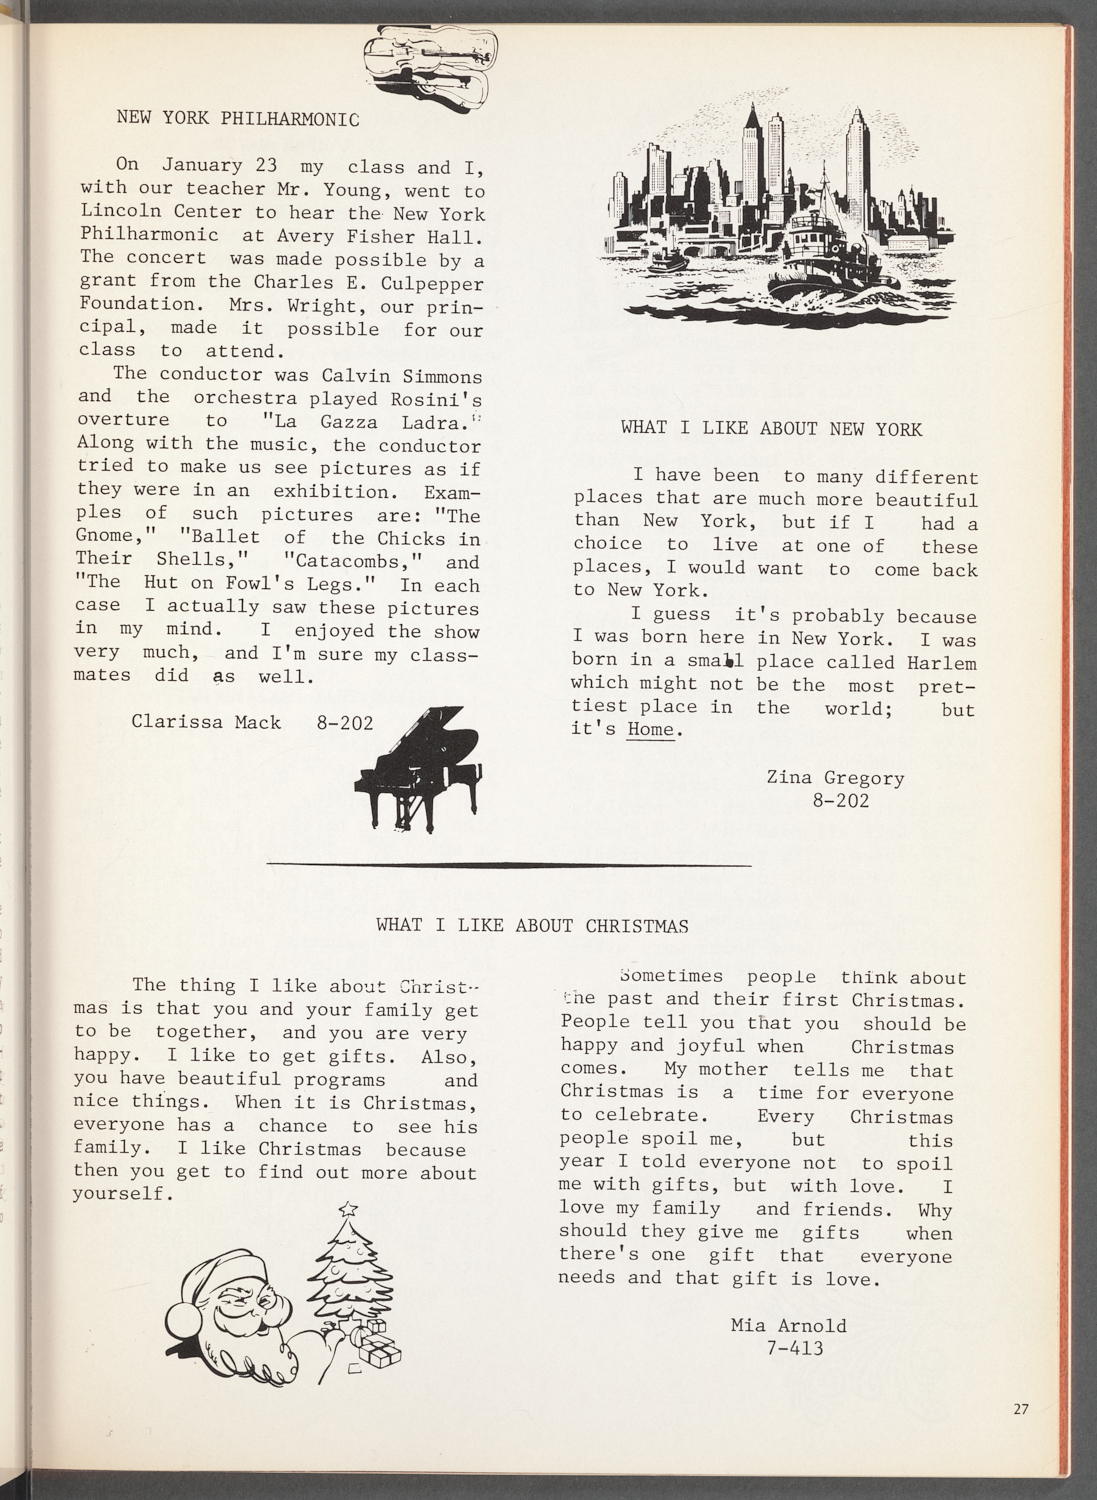 NEW YORK PHILHARMONIC
On January 23 my class and I,
with our teacher Mr. Young, went to
Lincoln Center to hear the New York
Philharmonic at Avery Fisher Hall.
The concert was made possible by a
grant from the Charles E. Culpepper
Foundation. Mrs. Wright, our prin-
cipal, made it possible for our
class to attend.
The conductor was Calvin Simmons
and the orchestra played Rosini's
overture to "La Gazza Ladra."
Along with the music, the conductor
tried to make us see pictures as if
they were in an exhibition. Exam-
ples of such pictures are: "The
Gnome," "Ballet of the Chicks in
Their Shells," "Catacombs," and
"The Hut on Fowl's Legs." In each
case I actually saw these pictures
in my mind. I enjoyed the show
very much, and I'm sure my class-
mates did as well.
Clarissa Mack 8-202
WHAT I LIKE ABOUT NEW YORK
I have been to many different
places that are much more beautiful
than New York, but if I had a
choice to live at one of these
places, I would want to come back
to New York.
I guess it's probably because
I was born here in New York. I was
born in a small place called Harlem
which might not be the most pret-
tiest place in the world; but
it's Home.
Zina Gregory
8-202
WHAT I LIKE ABOUT CHRISTMAS
The thing I like about Christ-
mas is that you and your family get
to be together, and you are very
happy. I like to get gifts. Also,
you have beautiful programs and
nice things. When it is Christmas,
everyone has a chance to see his
family. I like Christmas because
then you get to find out more about
yourself.
Sometimes people think about
the past and their first Christmas.
People tell you that you should be
happy and joyful when Christmas
comes. My mother tells me that
Christmas is a time for everyone
to celebrate. Every Christmas
people spoil me, but this
year I told everyone not to spoil
me with gifts, but with love. I
love my family and friends. Why
should they give me gifts when
there's one gift that everyone
needs and that gift is love.
Mia Arnold
7-413
27